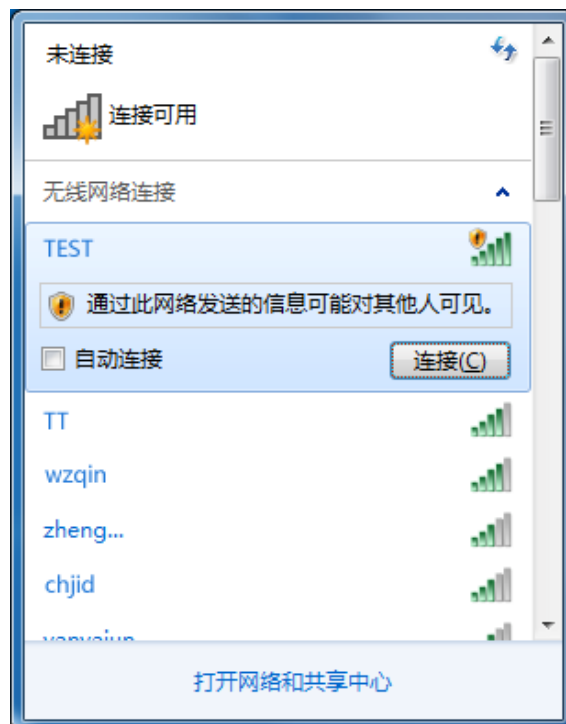 未连接
连接可用
无线网络连接
TEST
通过此网络发送的信息可能对其他人可见。
自动连接 连接(C)
TT
wzqin
zheng...
chjid
打开网络和共享中心